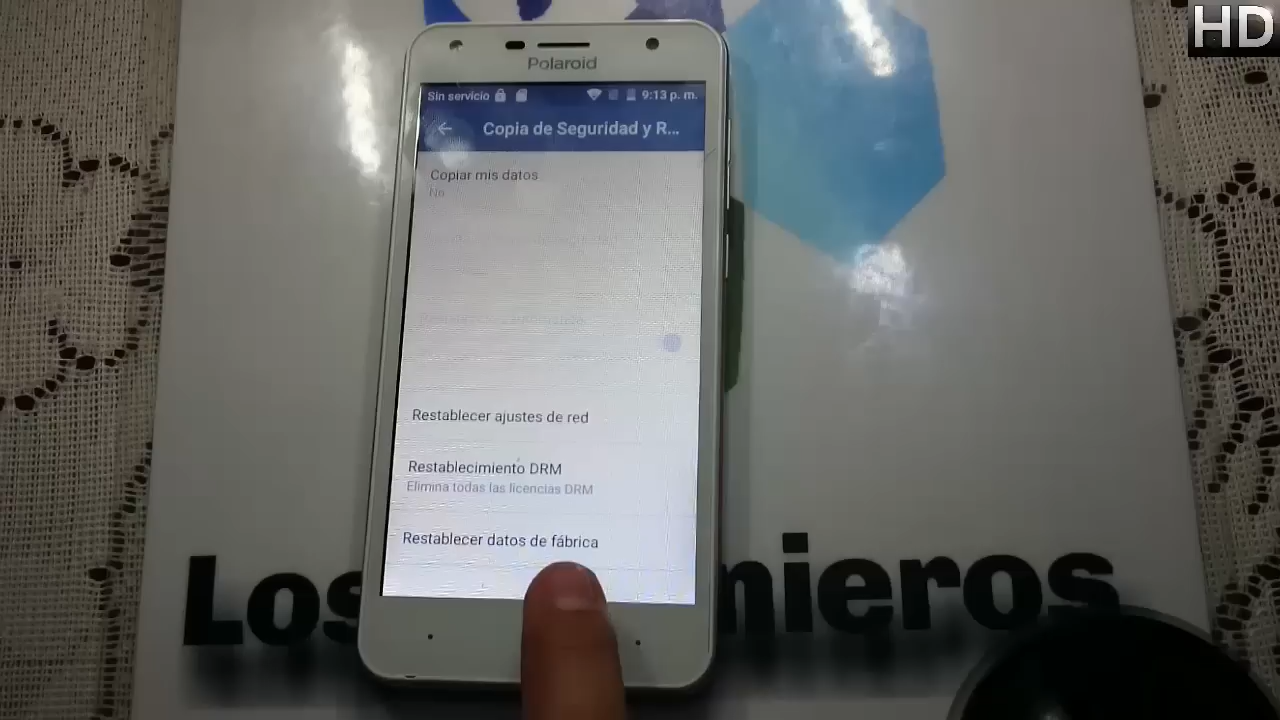 HD
Polaroid
Sin servicio 9:13 p. m.
Copia de Seguridad y R...
Copiar mis datos
No
Restablecer ajustes de red
Restablecimiento DRM
Elimina todas las licencias DRM
Restablecer datos de fábrica
Los nieros